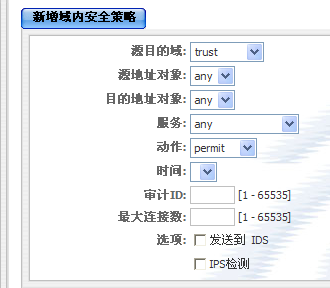 新增域内安全策略
源目的域: trust
源地址对象: any
目的地址对象: any
服务: any
动作: permit
时间:
审计ID: [1 - 65535]
最大连接数: [1 - 65535]
选项: 发送到 IDS
IPS检测